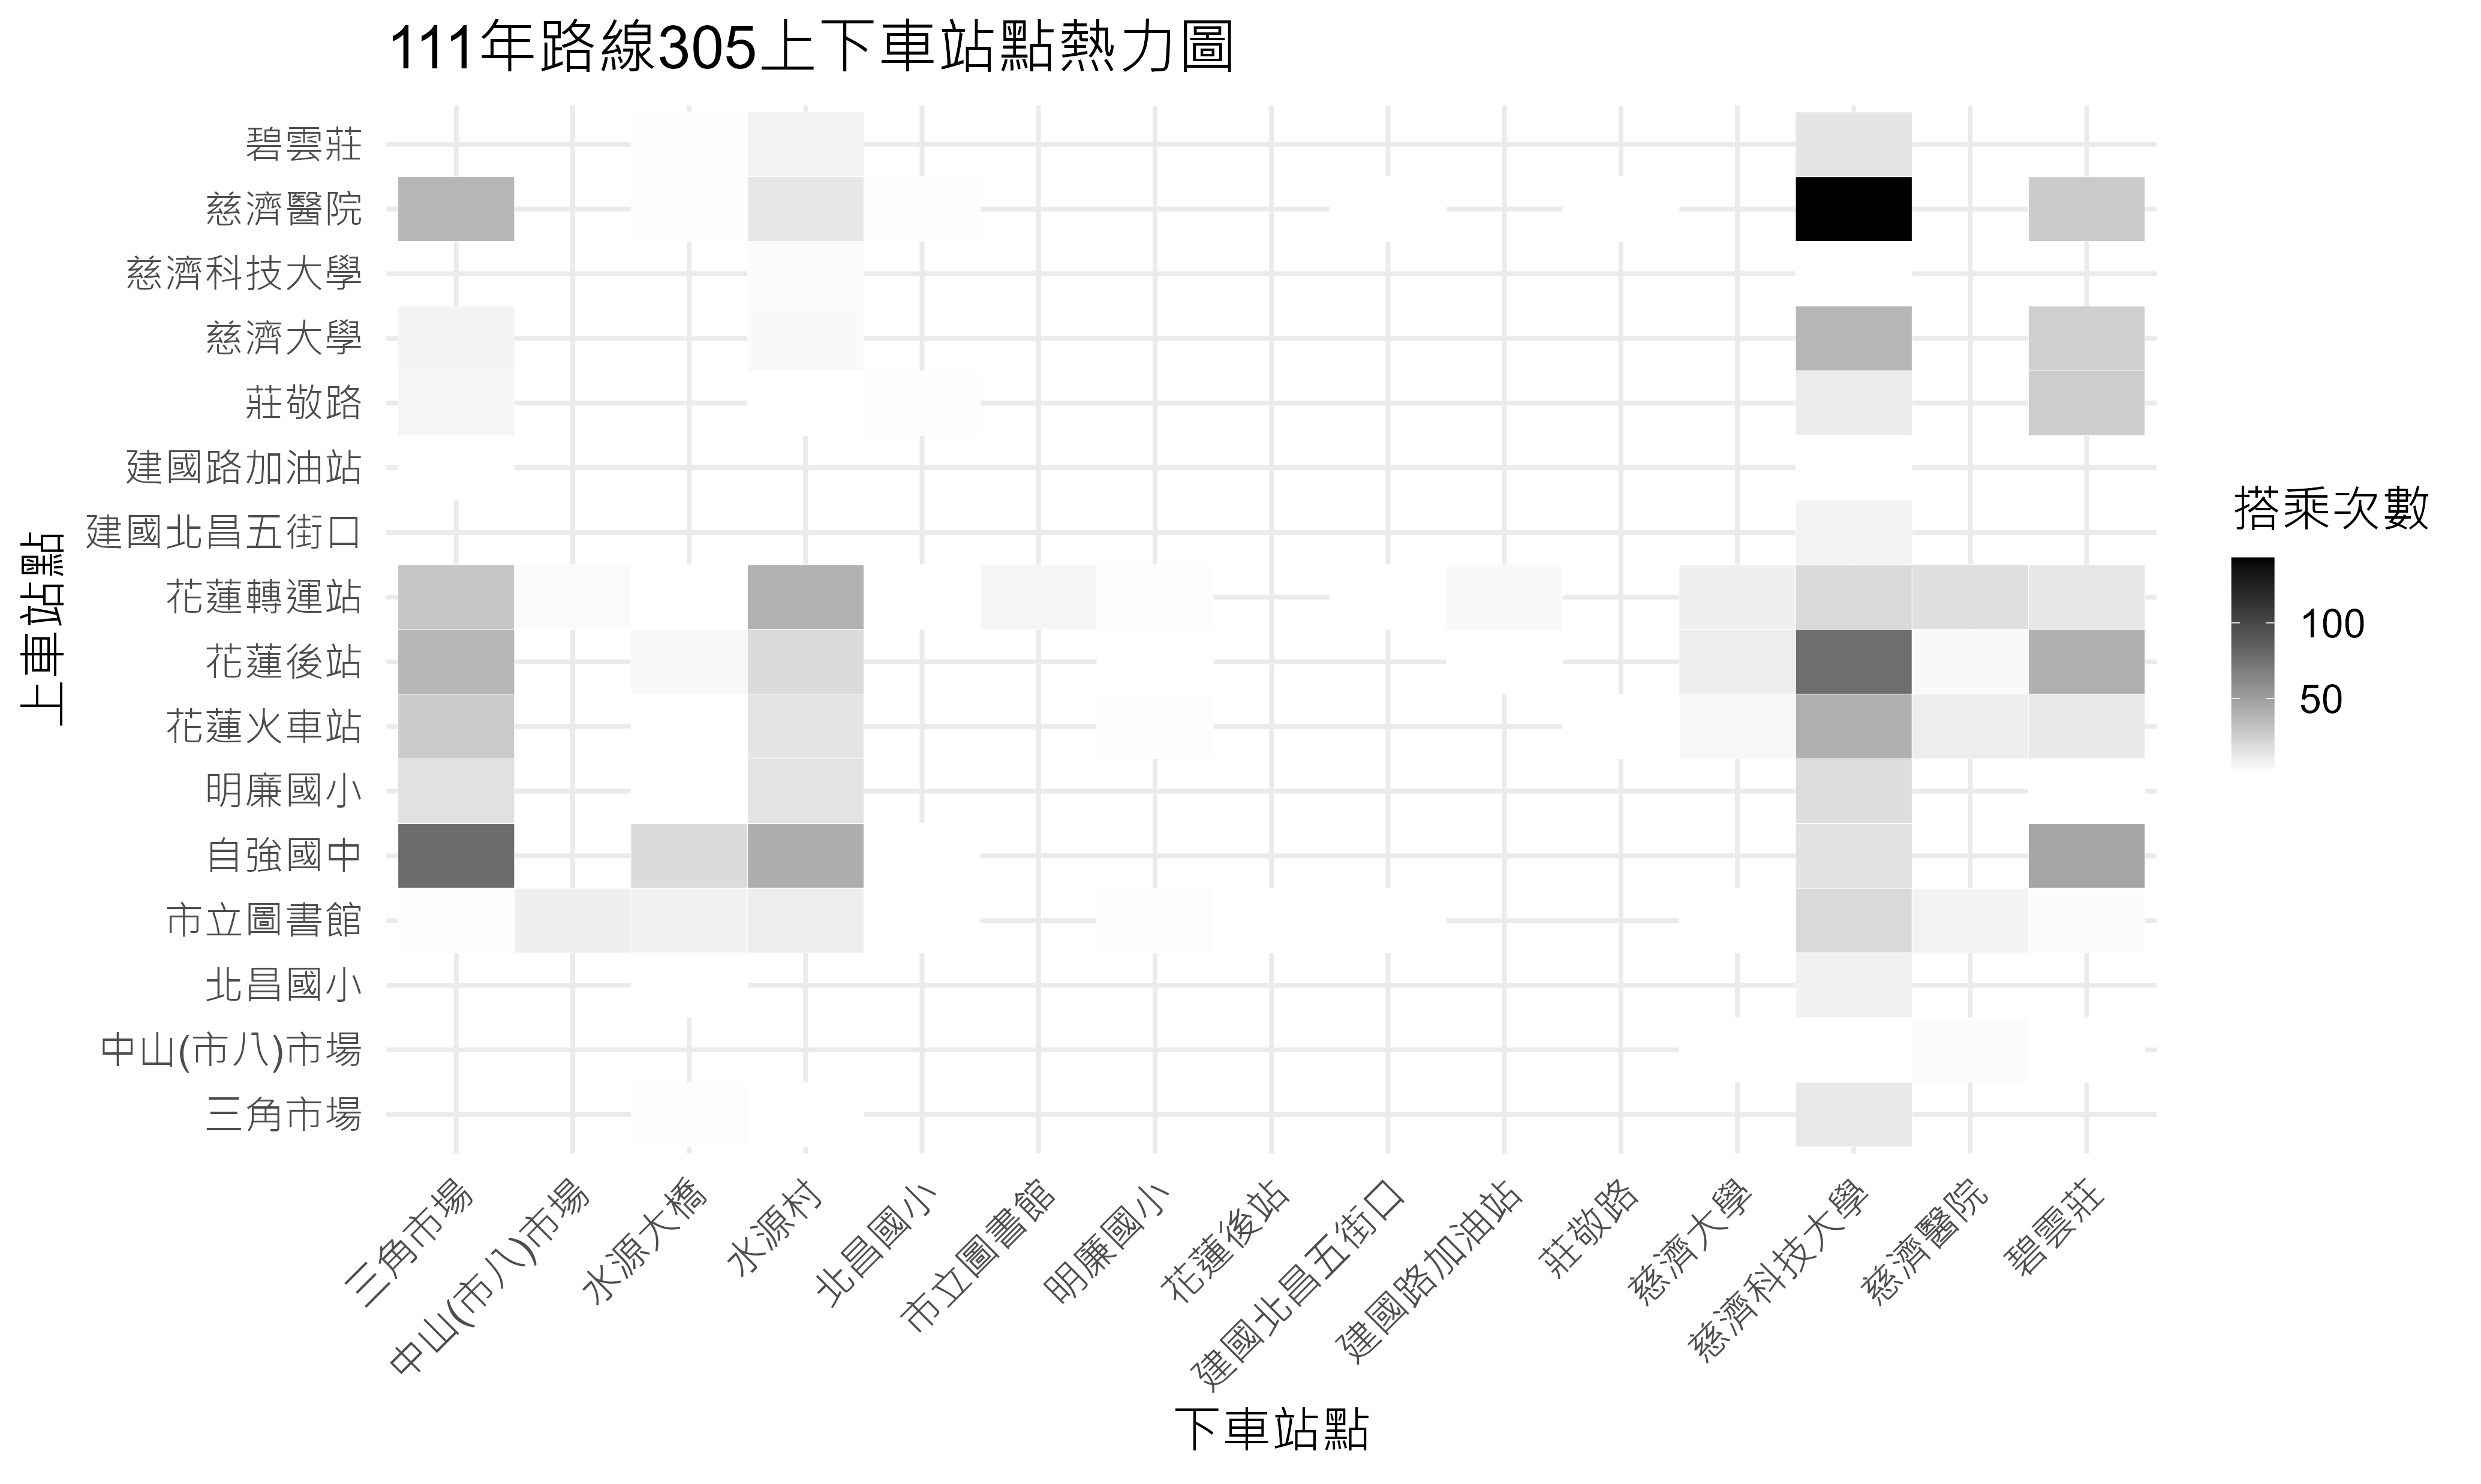 111年路線305上下車站點熱力圖
上車站點
碧雲莊
慈濟醫院
慈濟科技大學
慈濟大學
莊敬路
建國路加油站
建國北昌五街口
花蓮轉運站
花蓮後站
花蓮火車站
明廉國小
自強國中
市立圖書館
北昌國小
中山(市八)市場
三角市場
三角市場
中山(市八)市場
水源大橋
水源村
北昌國小
市立圖書館
明廉國小
花蓮後站
建國北昌五街口
建國路加油站
莊敬路
慈濟大學
慈濟科技大學
慈濟醫院
碧雲莊
下車站點
搭乘次數
100
50